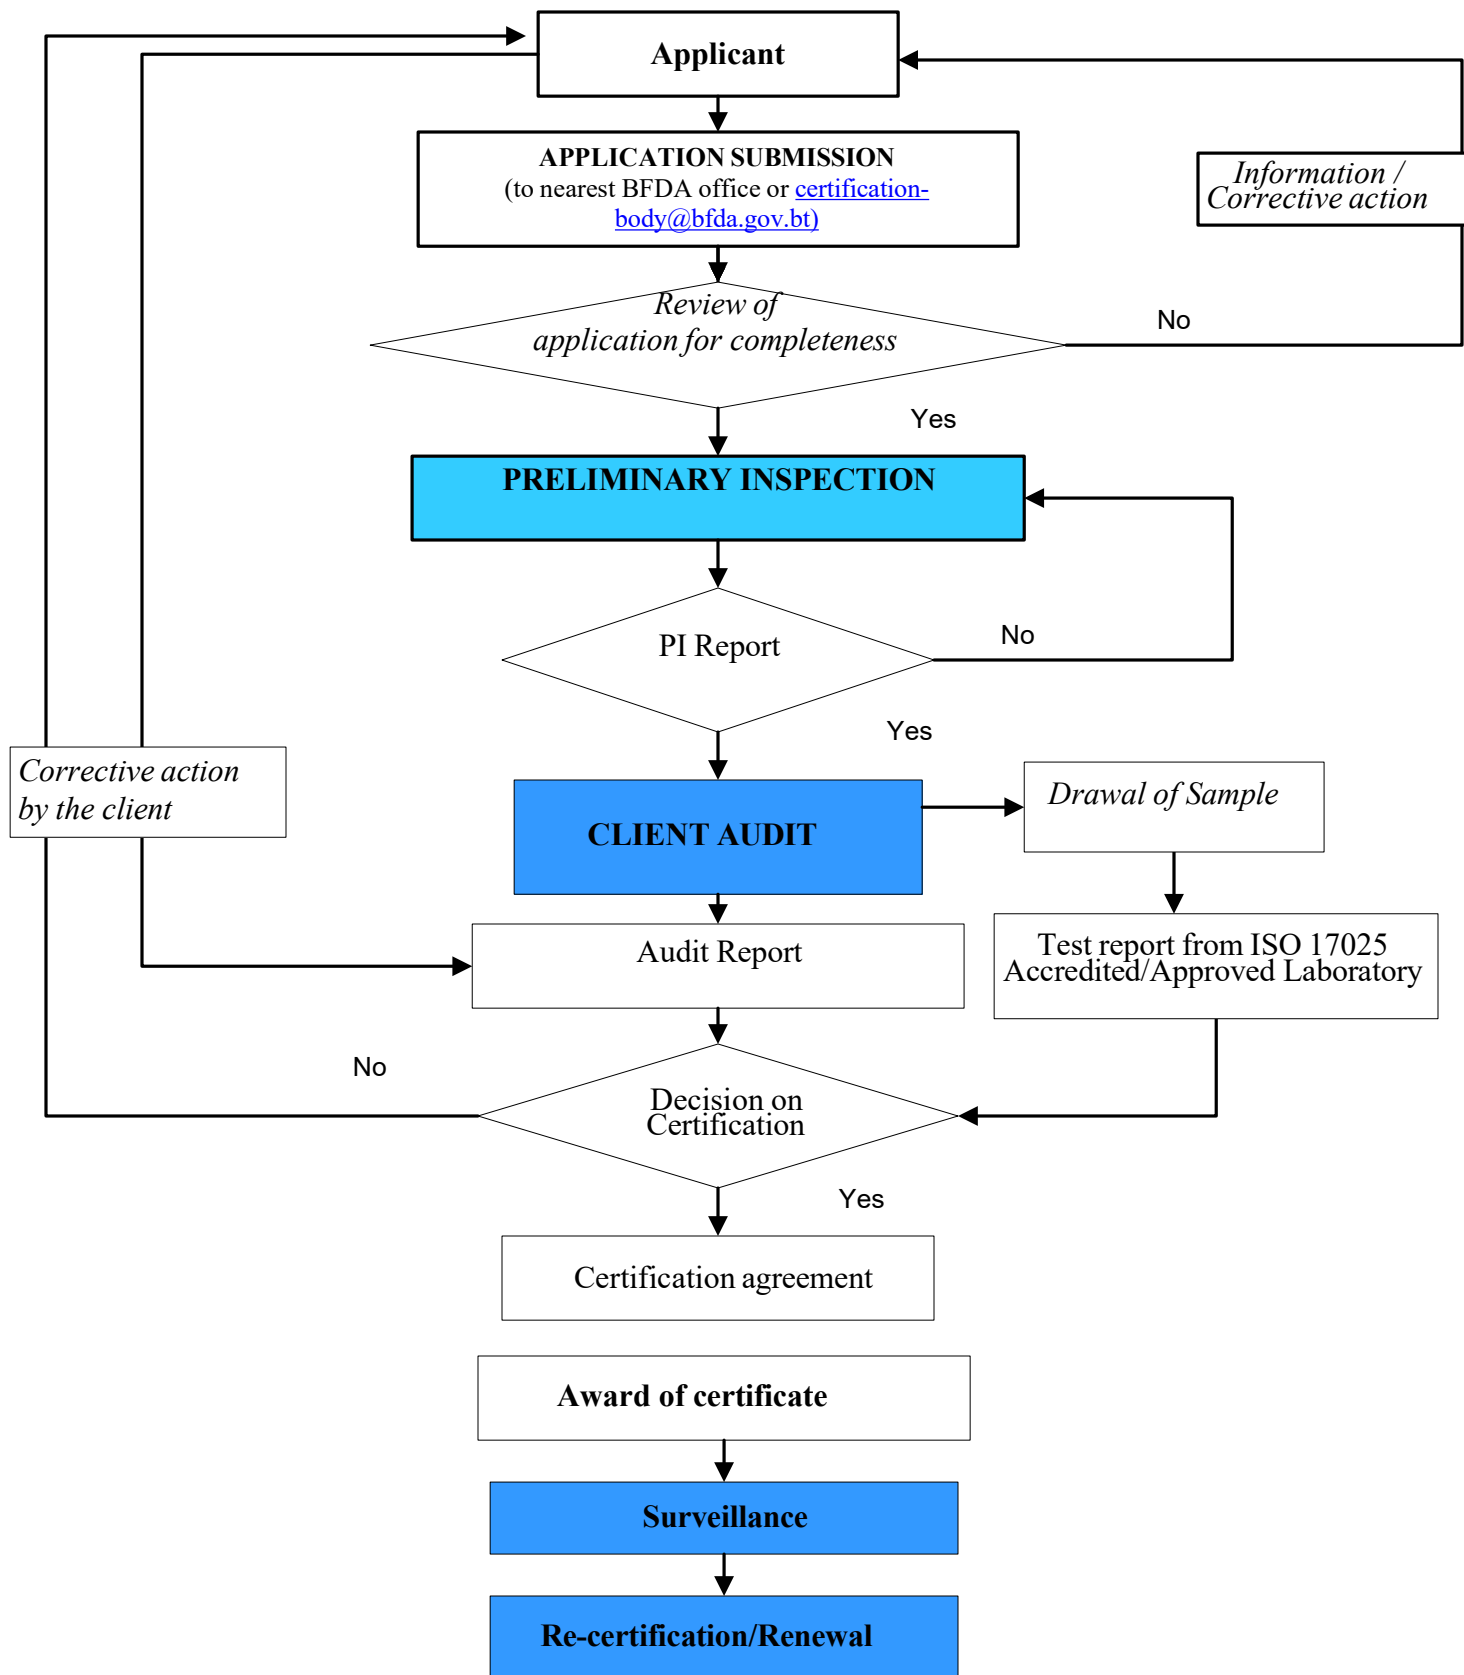 Applicant
APPLICATION SUBMISSION
(to nearest BFDA office or certification-
body@bfda.gov.bt)
Information /
Corrective action
Review of
application for completeness
No
Yes
PRELIMINARY INSPECTION
PI Report
No
Yes
Corrective action
by the client
CLIENT AUDIT
Drawal of Sample
Audit Report
Test report from ISO 17025
Accredited/Approved Laboratory
No
Decision on
Certification
Yes
Certification agreement
Award of certificate
Surveillance
Re-certification/Renewal